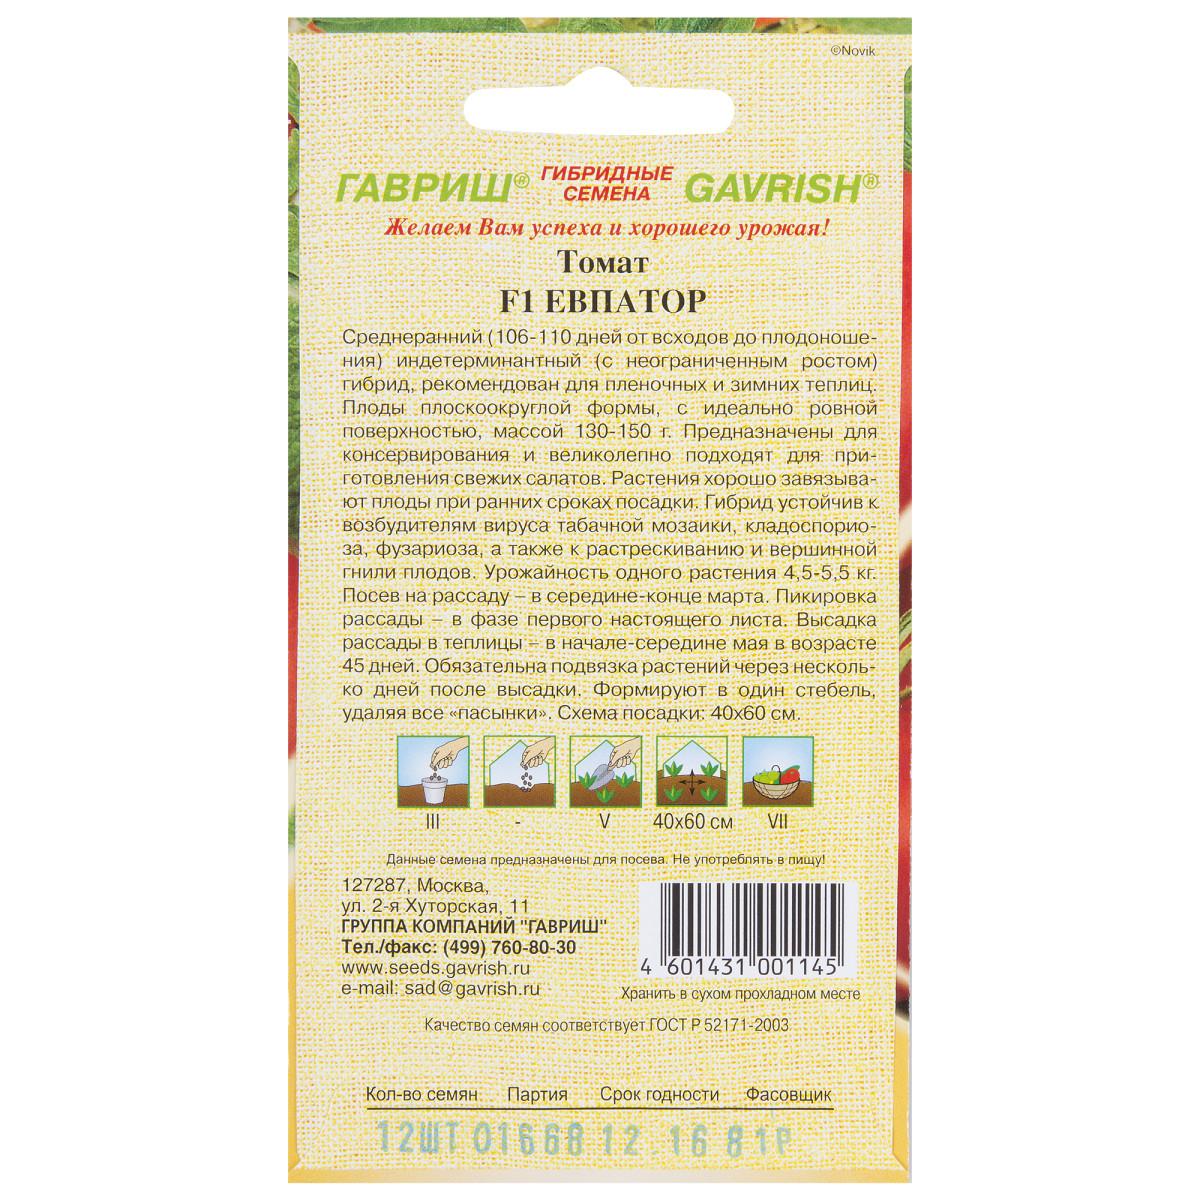 ©Novik
ГАВРИШ® ГИБРИДНЫЕ СЕМЕНА GAVRISH®
Желаем Вам успеха и хорошего урожая!
Томат
F1 ЕВПАТОР
Среднеранний (106-110 дней от всходов до плодоноше-
ния) индетерминантный (с неограниченным ростом)
гибрид, рекомендован для пленочных и зимних теплиц.
Плоды плоскоокруглой формы, с идеально ровной
поверхностью, массой 130-150 г. Предназначены для
консервирования и великолепно подходят для при-
готовления свежих салатов. Растения хорошо завязыва-
ют плоды при ранних сроках посадки. Гибрид устойчив к
возбудителям вируса табачной мозаики, кладоспорио-
за, фузариоза, а также к растрескиванию и вершинной
гнили плодов. Урожайность одного растения 4,5-5,5 кг.
Посев на рассаду – в середине-конце марта. Пикировка
рассады – в фазе первого настоящего листа. Высадка
рассады в теплицы – в начале-середине мая в возрасте
45 дней. Обязательна подвязка растений через несколь-
ко дней после высадки. Формируют в один стебель,
удаляя все «пасынки». Схема посадки: 40х60 см.
III - V 40х60 см VII
Данные семена предназначены для посева. Не употреблять в пищу!
127287, Москва,
ул. 2-я Хуторская, 11
ГРУППА КОМПАНИЙ "ГАВРИШ"
Тел./факс: (499) 760-80-30
www.seeds.gavrish.ru
e-mail: sad@gavrish.ru
4 601431 001145
Хранить в сухом прохладном месте
Качество семян соответствует ГОСТ Р 52171-2003
Кол-во семян Партия Срок годности Фасовщик
12ШТ 01668 12 16 81Р